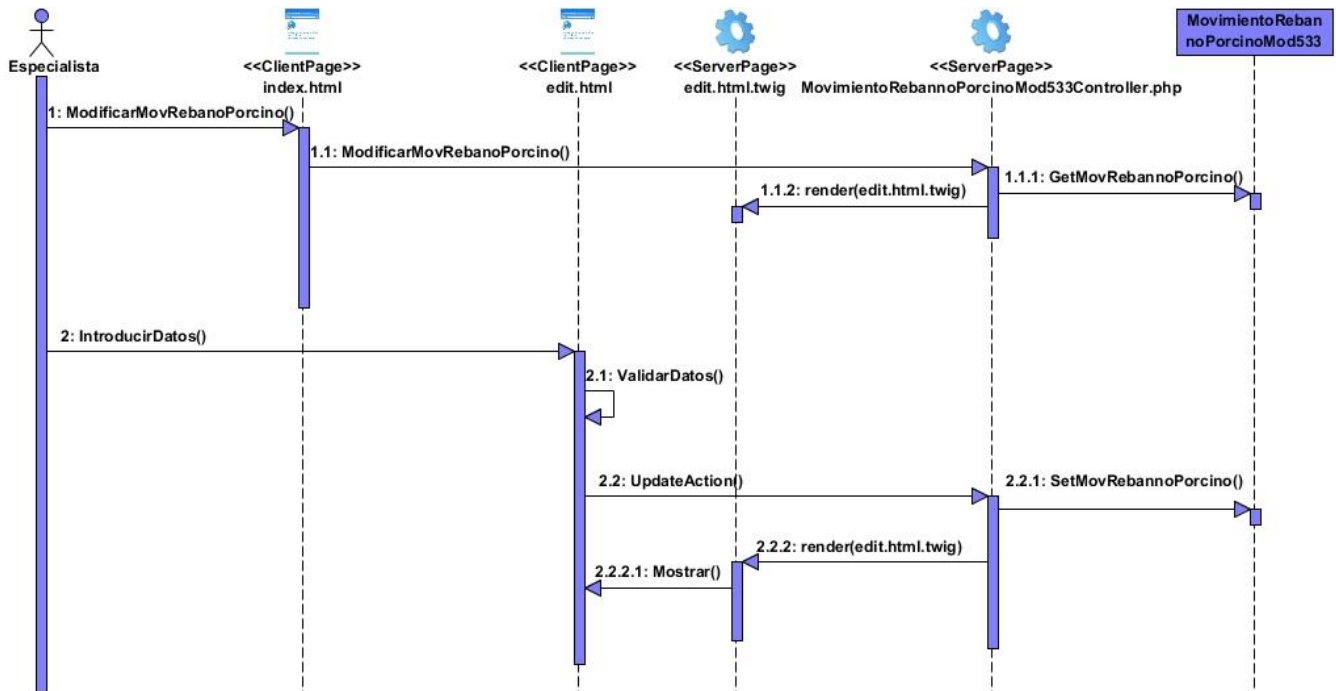 MovimientoReban
noPorcinoMod533
Especialista
<<ClientPage>>
index.html
<<ClientPage>>
edit.html
<<ServerPage>>
edit.html.twig
<<ServerPage>>
MovimientoRebannoPorcinoMod533Controller.php
1: ModificarMovRebanoPorcino()
1.1: ModificarMovRebanoPorcino()
1.1.1: GetMovRebannoPorcino()
1.1.2: render(edit.html.twig)
2: IntroducirDatos()
2.1: ValidarDatos()
2.2: UpdateAction()
2.2.1: SetMovRebannoPorcino()
2.2.2: render(edit.html.twig)
2.2.2.1: Mostrar()